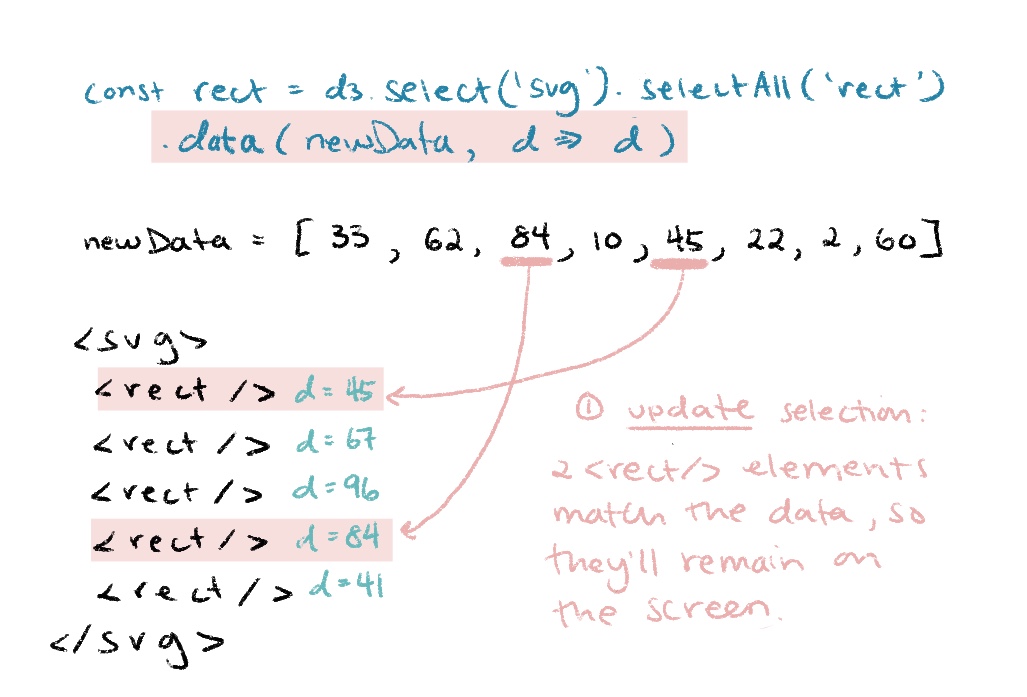 const rect = d3.select('svg').selectAll('rect')
.data(newData, d => d)
newData = [33, 62, 84, 10, 45, 22, 2, 60]
<svg>
<rect /> d=45
<rect /> d=67
<rect /> d=96
<rect /> d=84
<rect /> d=41
</svg>
① update selection:
2 <rect/> elements
match the data, so
they'll remain on
the screen.